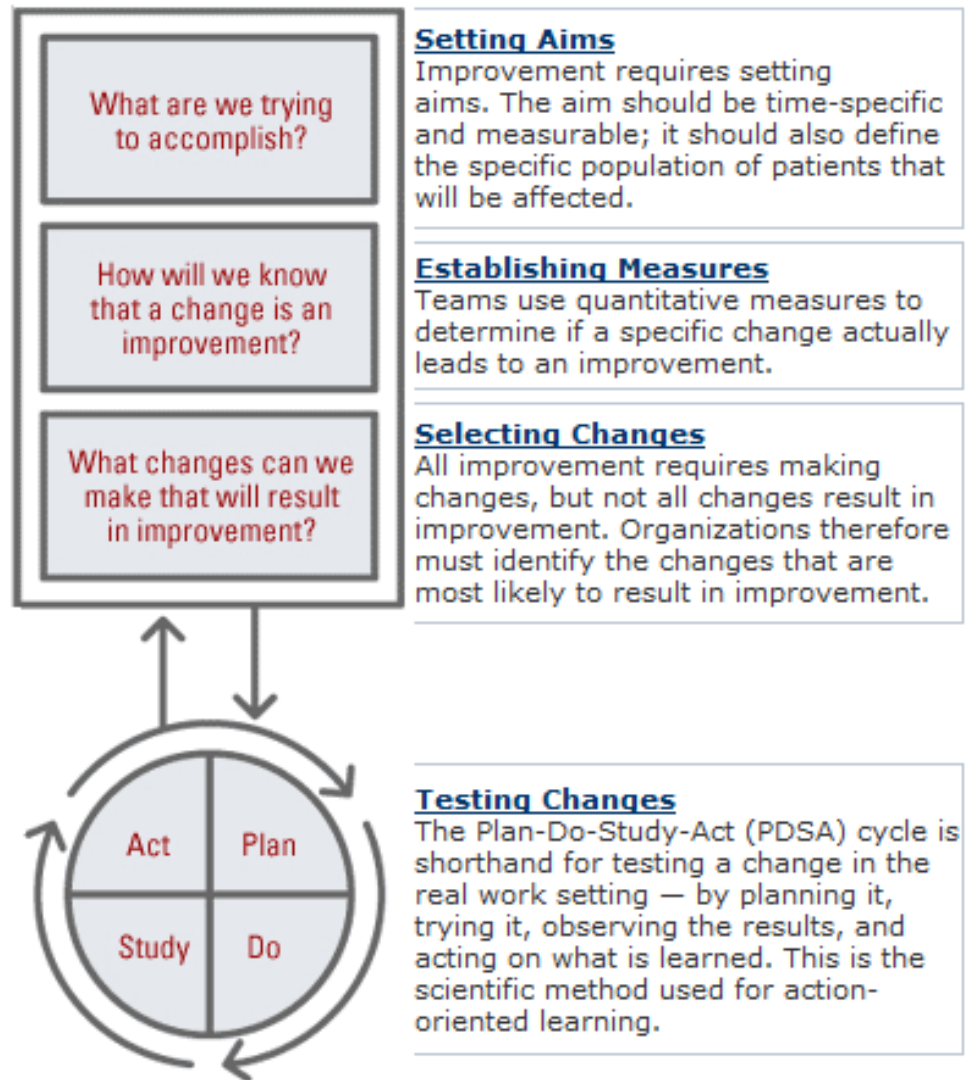 What are we trying
to accomplish?
Setting Aims
Improvement requires setting
aims. The aim should be time-specific
and measurable; it should also define
the specific population of patients that
will be affected.
How will we know
that a change is an
improvement?
Establishing Measures
Teams use quantitative measures to
determine if a specific change actually
leads to an improvement.
What changes can we
make that will result
in improvement?
Selecting Changes
All improvement requires making
changes, but not all changes result in
improvement. Organizations therefore
must identify the changes that are
most likely to result in improvement.
Act
Plan
Study
Do
Testing Changes
The Plan-Do-Study-Act (PDSA) cycle is
shorthand for testing a change in the
real work setting — by planning it,
trying it, observing the results, and
acting on what is learned. This is the
scientific method used for action-
oriented learning.